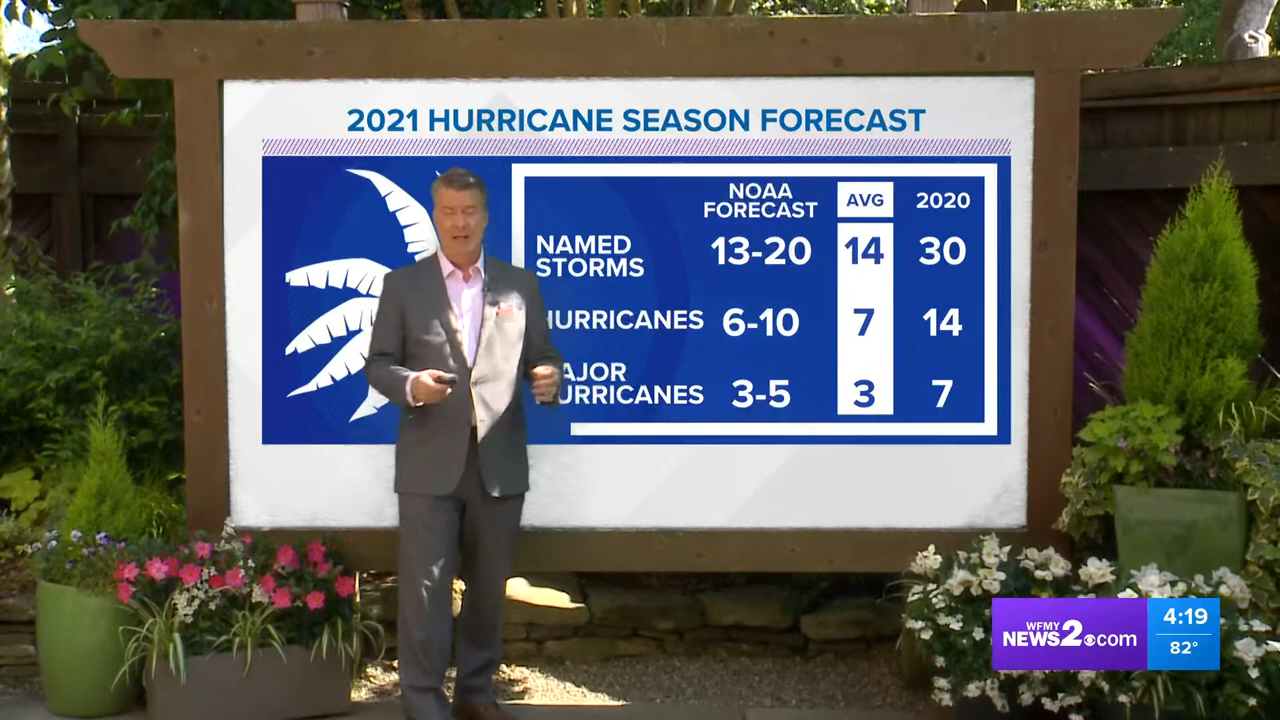 2021 HURRICANE SEASON FORECAST
NOAA
FORECAST
AVG
2020
NAMED
STORMS
13-20
14
30
HURRICANES
6-10
7
14
AJOR
URRICANES
3-5
3
7
WFMY
NEWS2 com
4:19
82°